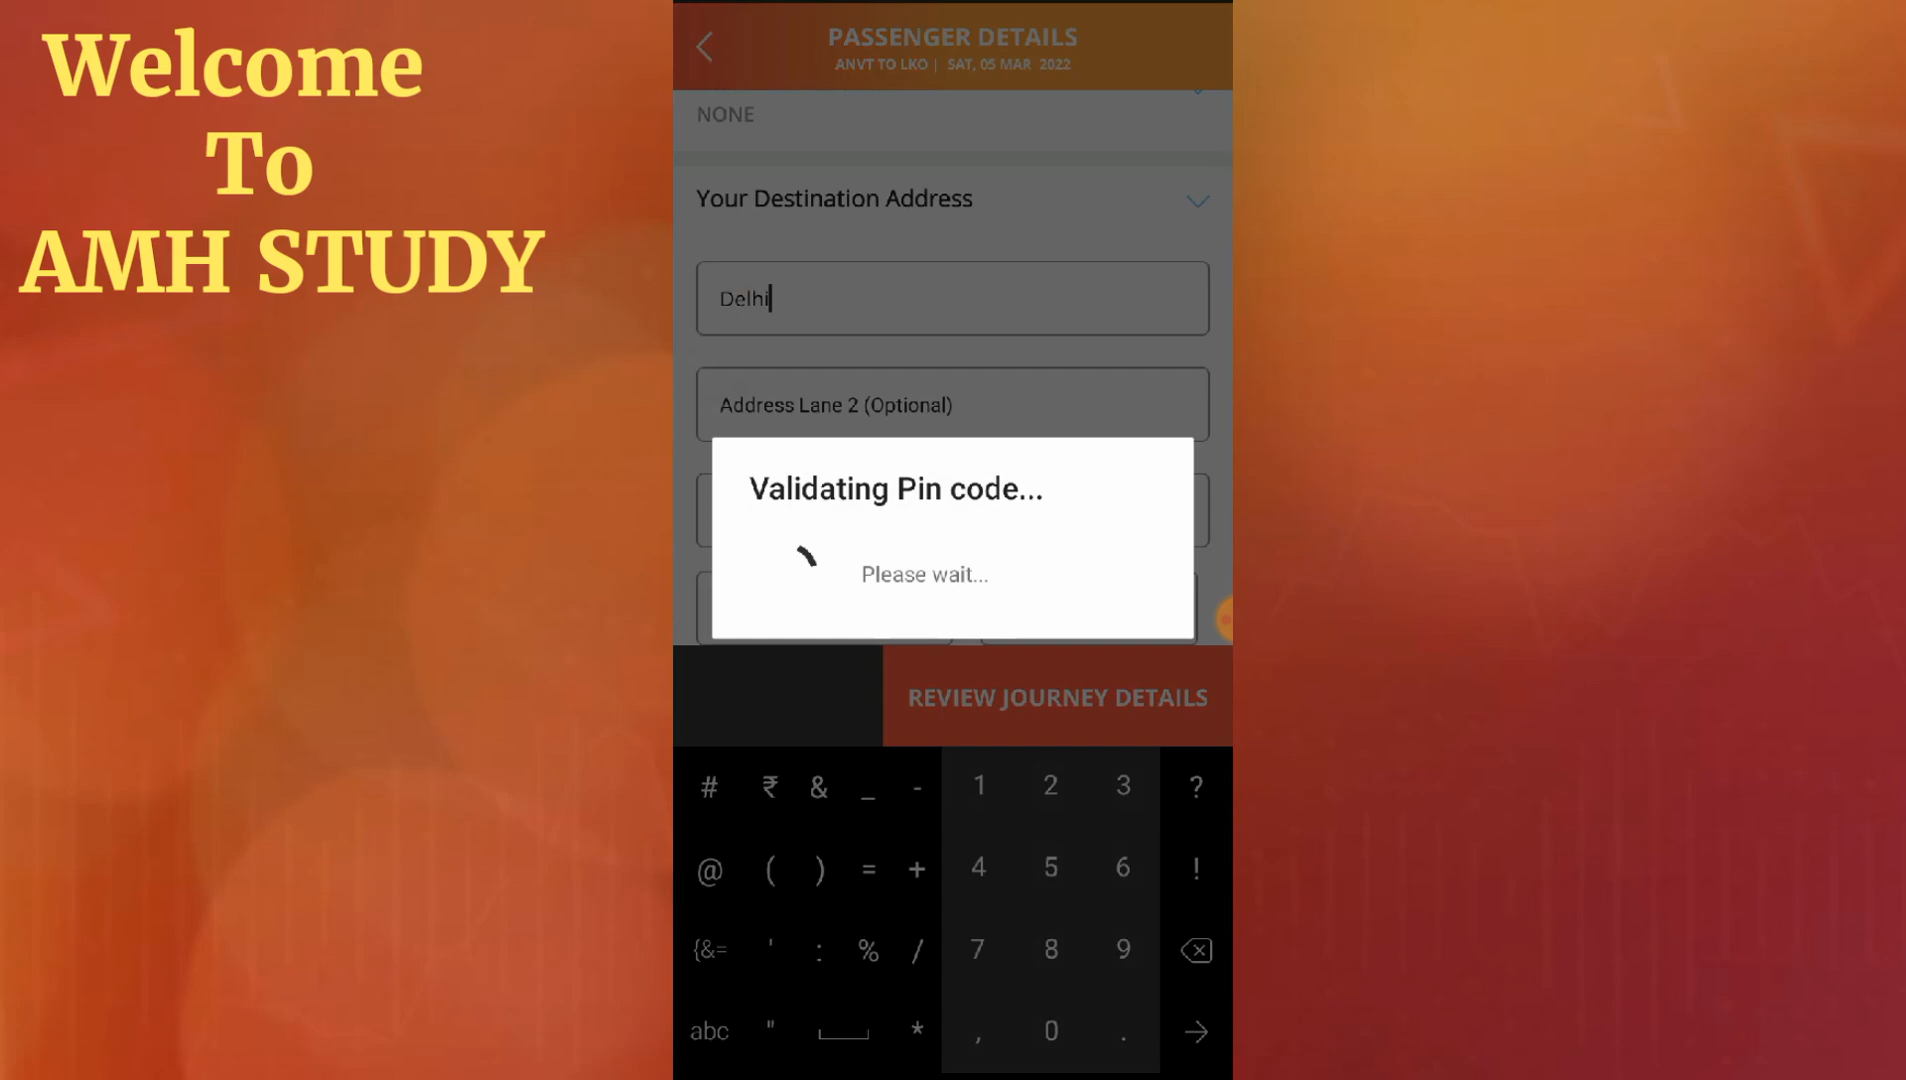 Welcome
To
AMH STUDY
PASSENGER DETAILS
ANVT TO LKO | SAT, 05 MAR 2022
NONE
Your Destination Address
Delhi
Address Lane 2 (Optional)
Validating Pin code...
Please wait...
REVIEW JOURNEY DETAILS
# ₹ & _ - 1 2 3 ?
@ ( ) = + 4 5 6 !
{&= ' : % / 7 8 9
abc " * , 0 .